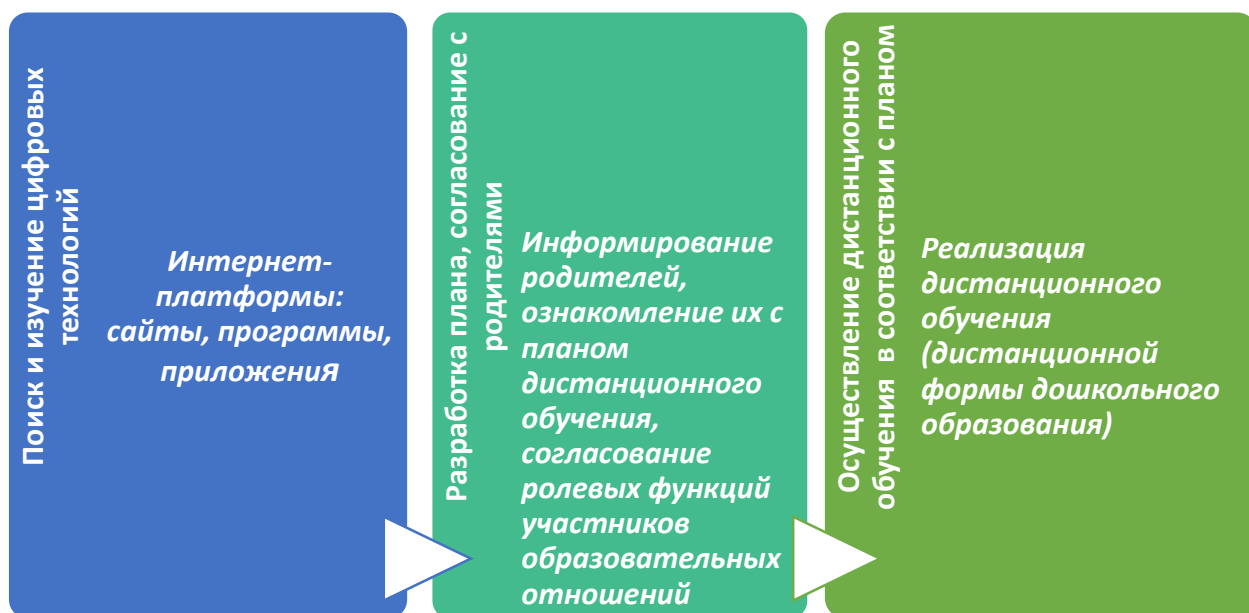 Поиск и изучение цифровых
технологий
Интернет-
платформы:
сайты, программы,
приложения
Разработка плана, согласование с
родителями
Информирование
родителей,
ознакомление их с
планом
дистанционного
обучения,
согласование
ролевых функций
участников
образовательных
отношений
Осуществление дистанционного
обучения в соответствии с планом
Реализация
дистанционного
обучения
(дистанционной
формы дошкольного
образования)